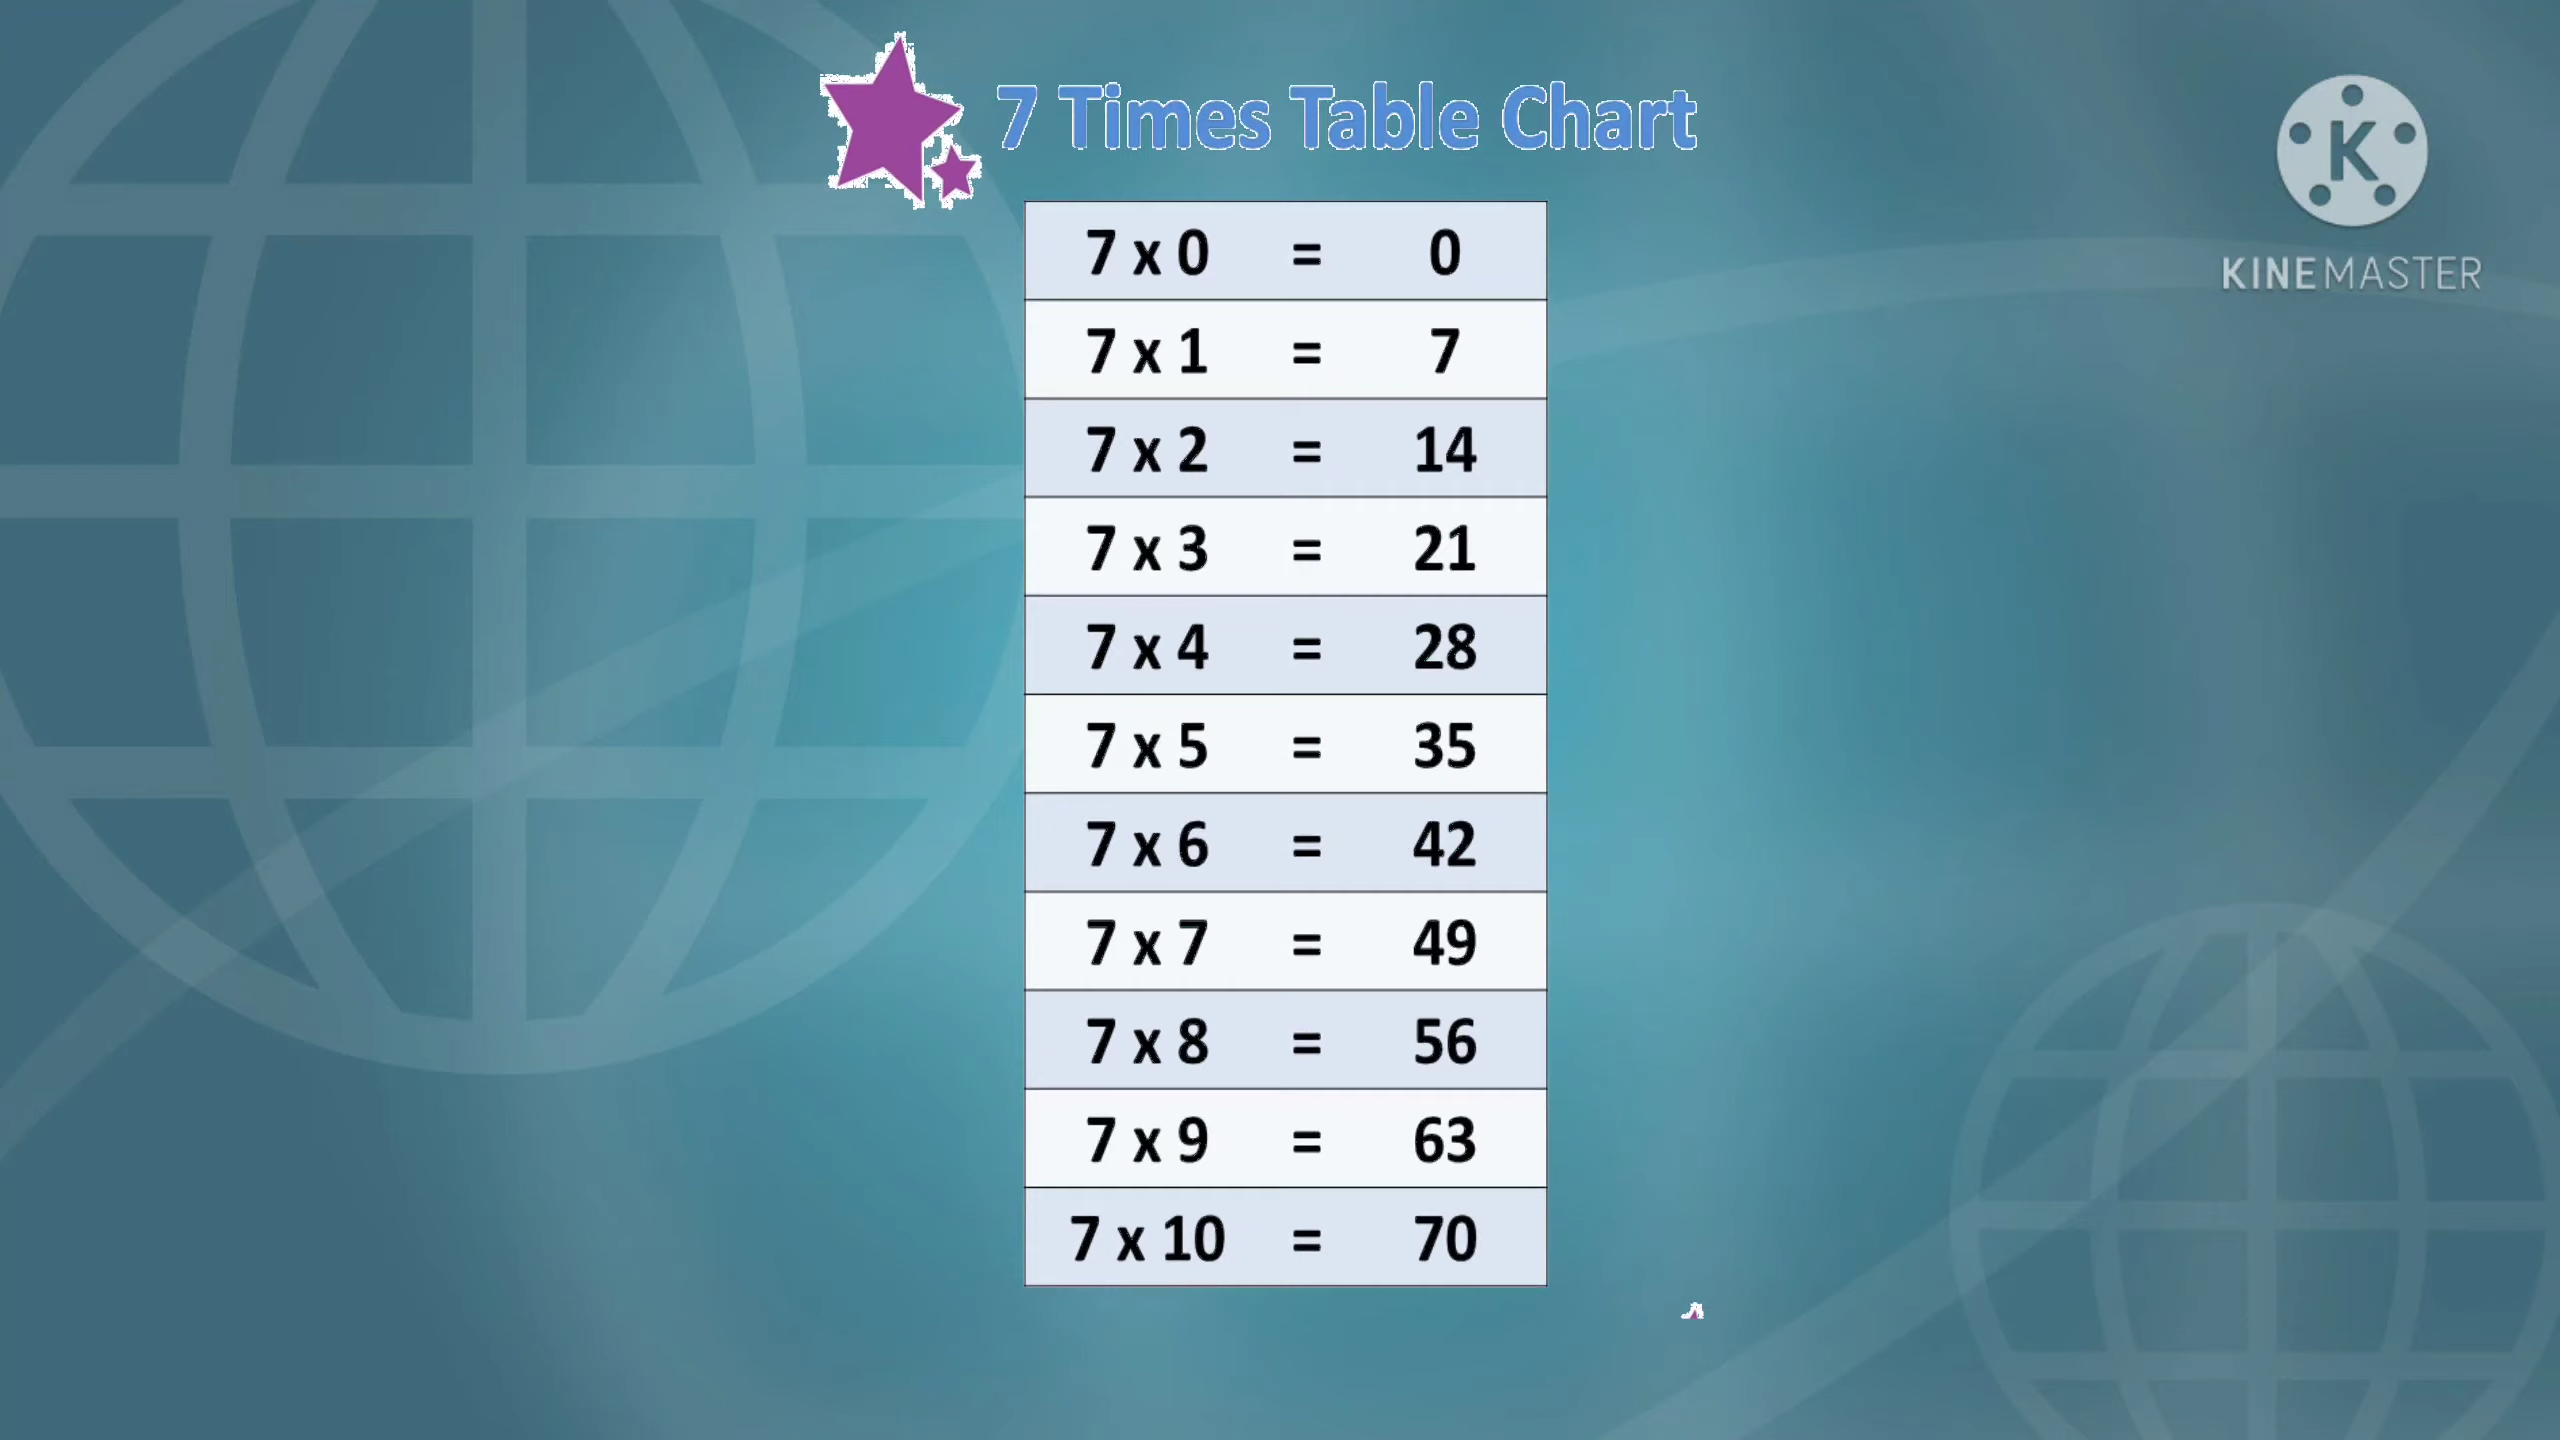 7 Times Table Chart
K
KINEMASTER
7 x 0 = 0
7 x 1 = 7
7 x 2 = 14
7 x 3 = 21
7 x 4 = 28
7 x 5 = 35
7 x 6 = 42
7 x 7 = 49
7 x 8 = 56
7 x 9 = 63
7 x 10 = 70